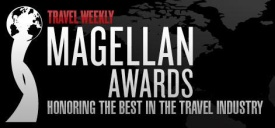 TRAVEL WEEKLY
MAGELLAN
AWARDS
HONORING THE BEST IN THE TRAVEL INDUSTRY